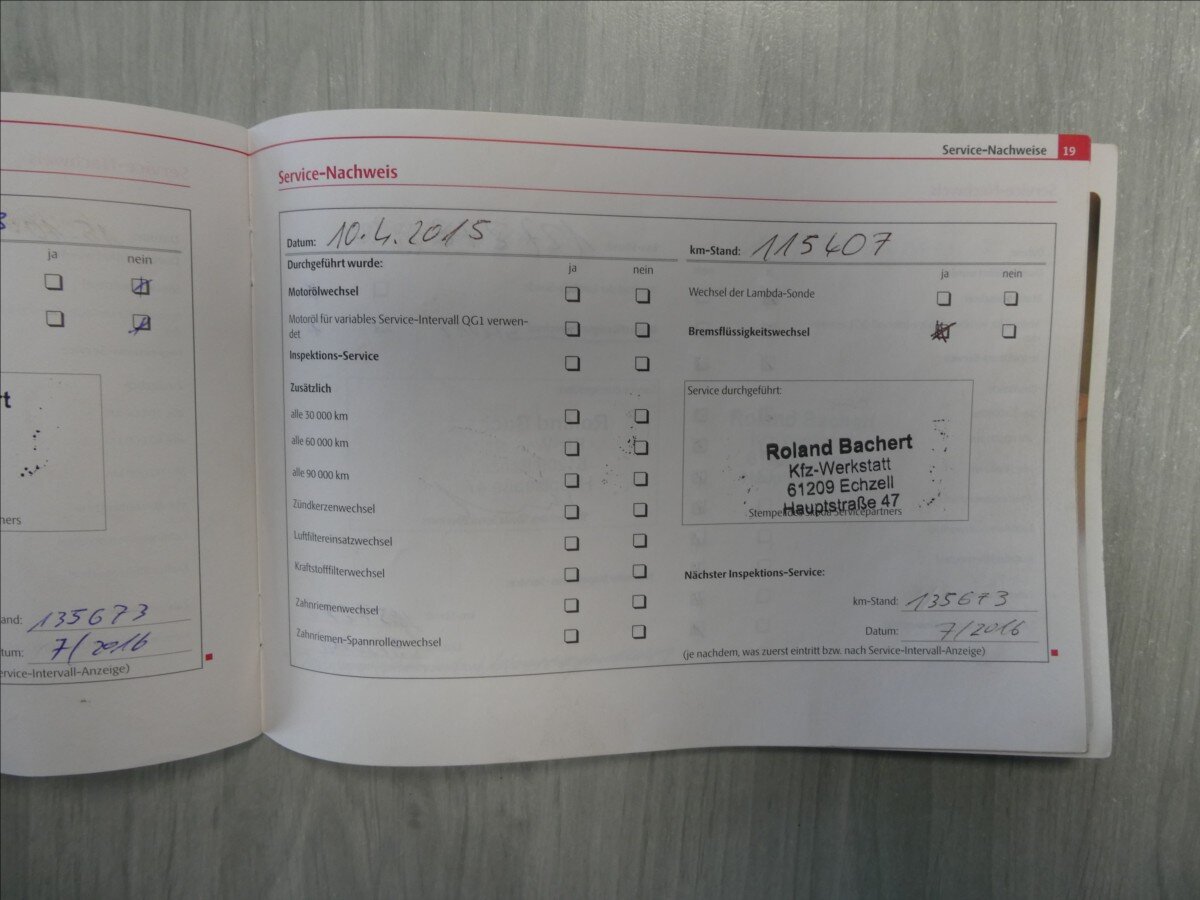 ja nein
135673
7/2016
ervice-Intervall-Anzeige)
Service-Nachweise 19
Service-Nachweis
Datum: 10.4.2015
km-Stand: 115407
Durchgeführt wurde: ja nein
Motorölwechsel
Motoröl für variables Service-Intervall QG1 verwen-
det
Inspektions-Service
Zusätzlich
alle 30 000 km
alle 60 000 km
alle 90 000 km
Zündkerzenwechsel
Luftfiltereinsatzwechsel
Kraftstofffilterwechsel
Zahnriemenwechsel
Zahnriemen-Spannrollenwechsel
ja nein
Wechsel der Lambda-Sonde
Bremsflüssigkeitswechsel
Service durchgeführt:
Roland Bachert
Kfz-Werkstatt
61209 Echzell
Hauptstraße 47
Stempel des Škoda Servicepartners
Nächster Inspektions-Service:
km-Stand: 135673
Datum: 7/2016
(je nachdem, was zuerst eintritt bzw. nach Service-Intervall-Anzeige)